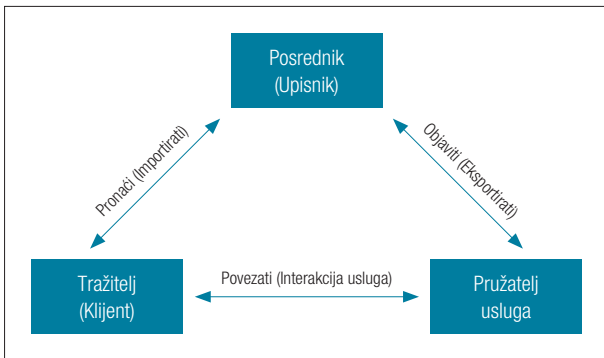 Posrednik
(Upisnik)
Pronaći (Importirati)
Objaviti (Eksportirati)
Tražitelj
(Klijent)
Povezati (Interakcija usluga)
Pružatelj
usluga